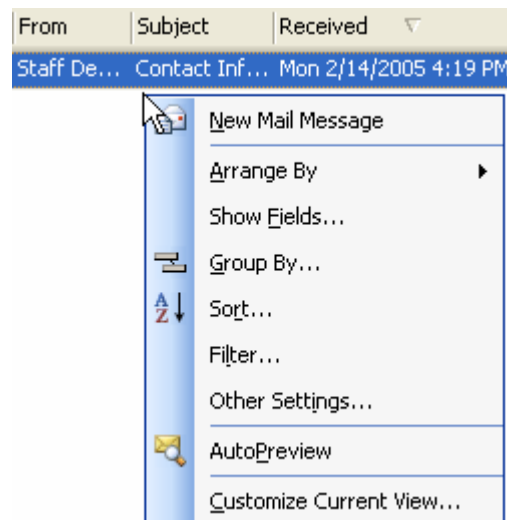 From Subject Received
Staff De... Contact Inf... Mon 2/14/2005 4:19 PM
New Mail Message
Arrange By
Show Fields...
Group By...
A Z Sort...
Filter...
Other Settings...
AutoPreview
Customize Current View...